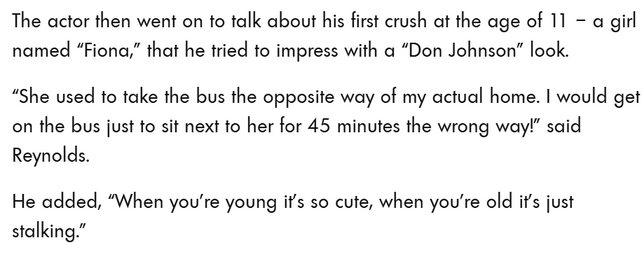 The actor then went on to talk about his first crush at the age of 11 – a girl
named “Fiona,” that he tried to impress with a “Don Johnson” look.
“She used to take the bus the opposite way of my actual home. I would get
on the bus just to sit next to her for 45 minutes the wrong way!” said
Reynolds.
He added, “When you’re young it’s so cute, when you’re old it’s just
stalking.”